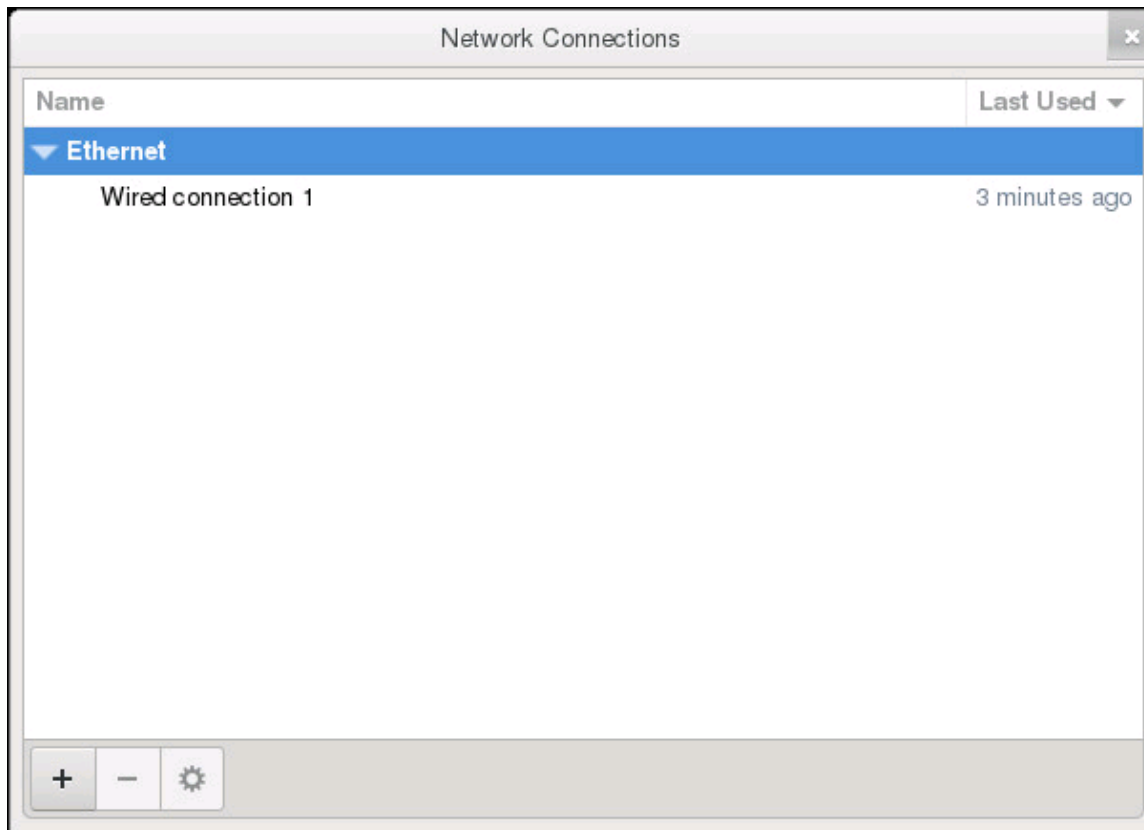 Network Connections
Name Last Used
Ethernet
Wired connection 1 3 minutes ago